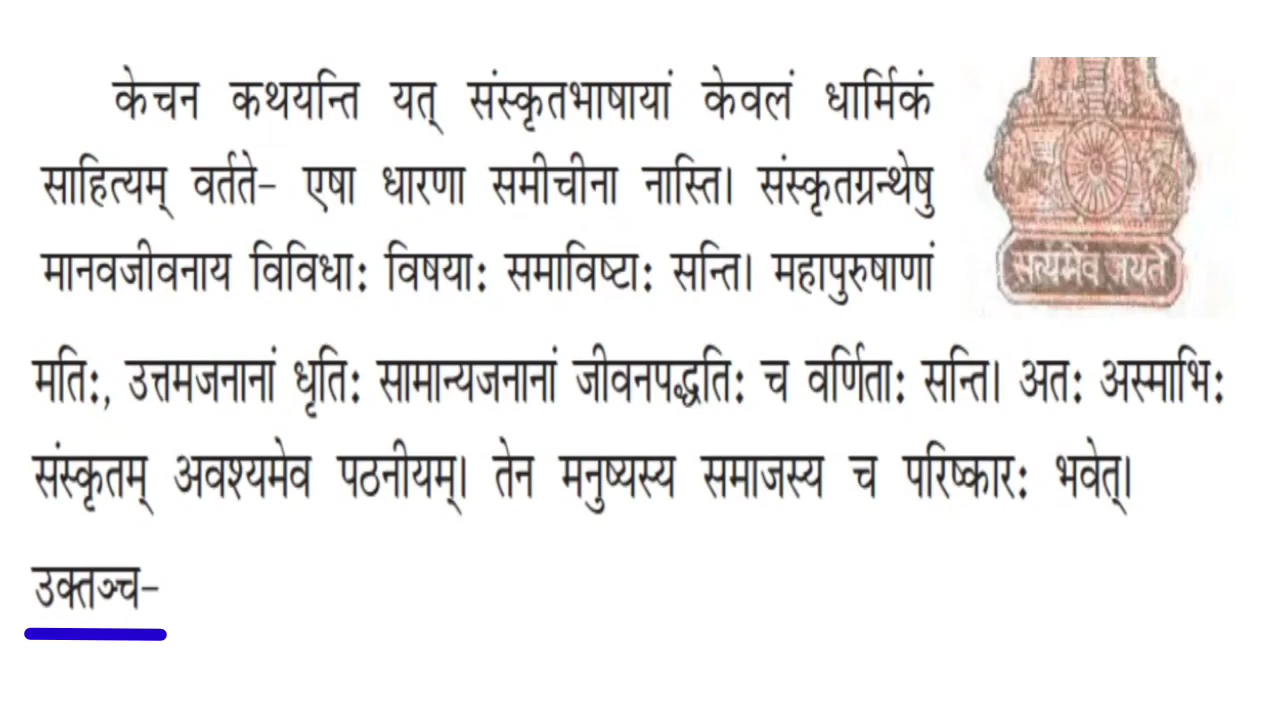 केचन कथयन्ति यत् संस्कृतभाषायां केवलं धार्मिकं
साहित्यम् वर्तते- एषा धारणा समीचीना नास्ति। संस्कृतग्रन्थेषु
मानवजीवनाय विविधाः विषयाः समाविष्टाः सन्ति। महापुरुषाणां
सत्यमेव जयते
मतिः, उत्तमजनानां धृतिः सामान्यजनानां जीवनपद्धतिः च वर्णिताः सन्ति। अतः अस्माभिः
संस्कृतम् अवश्यमेव पठनीयम्। तेन मनुष्यस्य समाजस्य च परिष्कारः भवेत्।
उक्तञ्च-